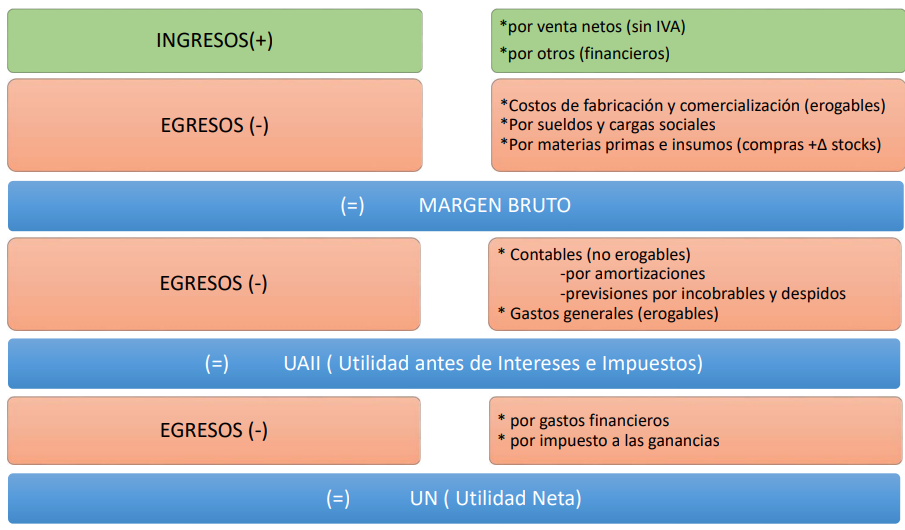 INGRESOS(+)
*por venta netos (sin IVA)
*por otros (financieros)
EGRESOS (-)
*Costos de fabricación y comercialización (erogables)
*Por sueldos y cargas sociales
*Por materias primas e insumos (compras +Δ stocks)
(=) MARGEN BRUTO
EGRESOS (-)
* Contables (no erogables)
-por amortizaciones
-previsiones por incobrables y despidos
* Gastos generales (erogables)
(=) UAII ( Utilidad antes de Intereses e Impuestos)
EGRESOS (-)
* por gastos financieros
* por impuesto a las ganancias
(=) UN ( Utilidad Neta)